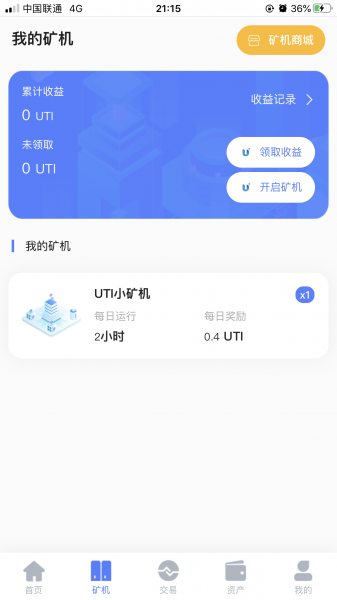 中国联通 4G 21:15 36%
我的矿机 矿机商城
累计收益
收益记录
0 UTI
未领取
领取收益
0 UTI
开启矿机
我的矿机
UTI小矿机 x1
每日运行 每日奖励
2小时 0.4 UTI
首页 矿机 交易 资产 我的